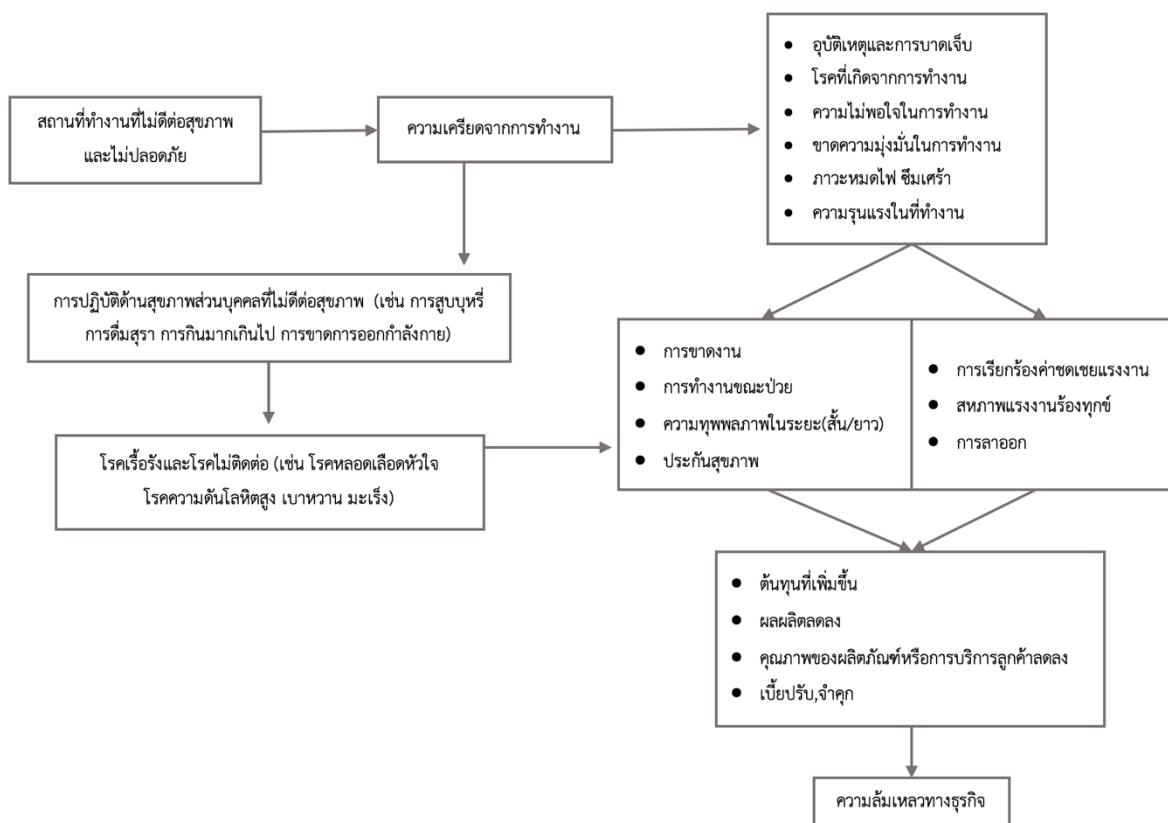 สถานที่ทำงานที่ไม่ดีต่อสุขภาพ
และไม่ปลอดภัย
ความเครียดจากการทำงาน
● อุบัติเหตุและการบาดเจ็บ
● โรคที่เกิดจากการทำงาน
● ความไม่พอใจในการทำงาน
● ขาดความมุ่งมั่นในการทำงาน
● ภาวะหมดไฟ ซึมเศร้า
● ความรุนแรงในที่ทำงาน
การปฏิบัติด้านสุขภาพส่วนบุคคลที่ไม่ดีต่อสุขภาพ (เช่น การสูบบุหรี่
การดื่มสุรา การกินมากเกินไป การขาดการออกกำลังกาย)
โรคเรื้อรังและโรคไม่ติดต่อ (เช่น โรคหลอดเลือดหัวใจ
โรคความดันโลหิตสูง เบาหวาน มะเร็ง)
● การขาดงาน
● การทำงานขณะป่วย
● ความทุพพลภาพในระยะ(สั้น/ยาว)
● ประกันสุขภาพ
● การเรียกร้องค่าชดเชยแรงงาน
● สหภาพแรงงานร้องทุกข์
● การลาออก
● ต้นทุนที่เพิ่มขึ้น
● ผลผลิตลดลง
● คุณภาพของผลิตภัณฑ์หรือการบริการลูกค้าลดลง
● เบี้ยปรับ,จำคุก
ความล้มเหลวทางธุรกิจ